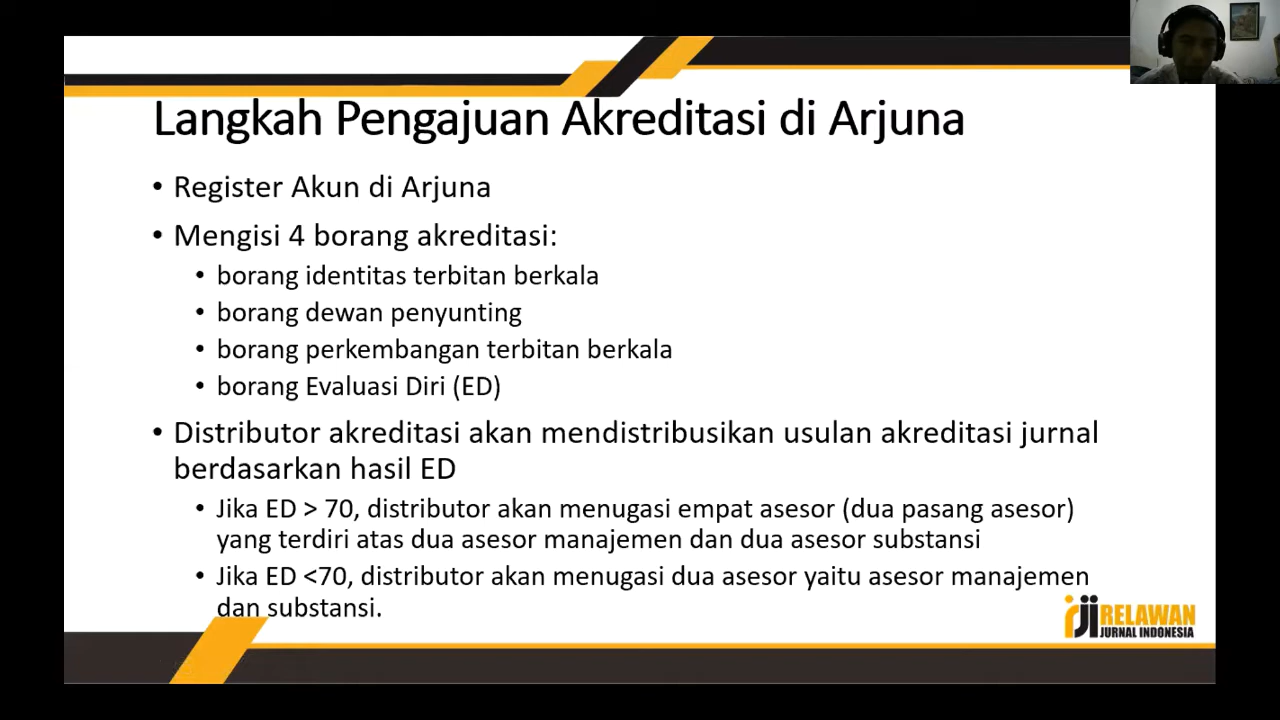 Langkah Pengajuan Akreditasi di Arjuna
• Register Akun di Arjuna
• Mengisi 4 borang akreditasi:
• borang identitas terbitan berkala
• borang dewan penyunting
• borang perkembangan terbitan berkala
• borang Evaluasi Diri (ED)
• Distributor akreditasi akan mendistribusikan usulan akreditasi jurnal
berdasarkan hasil ED
• Jika ED > 70, distributor akan menugasi empat asesor (dua pasang asesor)
yang terdiri atas dua asesor manajemen dan dua asesor substansi
• Jika ED <70, distributor akan menugasi dua asesor yaitu asesor manajemen
dan substansi.
rji RELAWAN
JURNAL INDONESIA